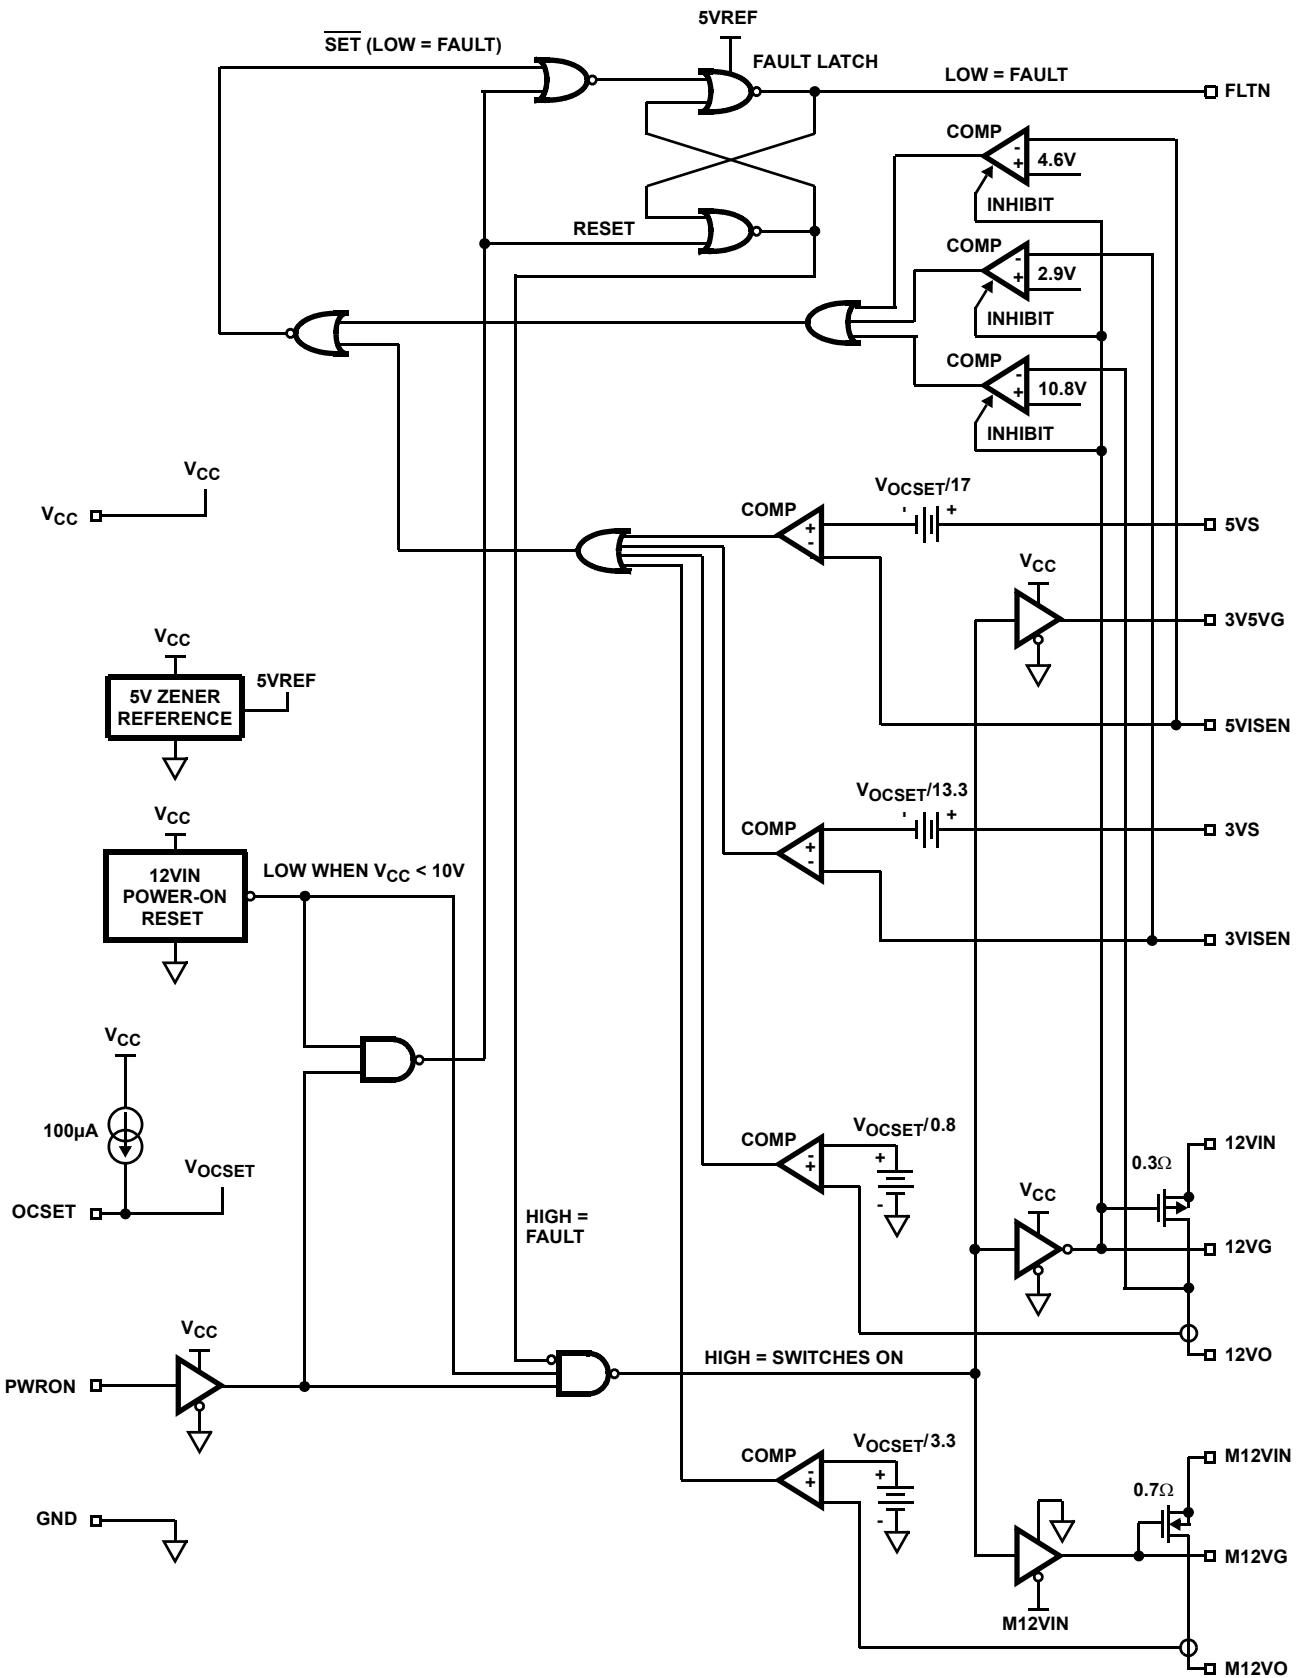 5VREF
SET (LOW = FAULT)
FAULT LATCH
LOW = FAULT
FLTN
COMP
-
+
4.6V
INHIBIT
RESET
COMP
-
+
2.9V
INHIBIT
COMP
-
+
10.8V
INHIBIT
VCC
VCC
VOCSET/17
- +
COMP
+
-
5VS
VCC
3V5VG
VCC
5VREF
5V ZENER
REFERENCE
5VISEN
VOCSET/13.3
- +
COMP
+
-
3VS
VCC
LOW WHEN VCC < 10V
12VIN
POWER-ON
RESET
3VISEN
VCC
100µA
VOCSET
OCSET
VOCSET/0.8
COMP
-
+
+
-
12VIN
0.3Ω
VCC
12VG
HIGH =
FAULT
12VO
VCC
PWRON
HIGH = SWITCHES ON
VOCSET/3.3
COMP
-
+
+
-
M12VIN
0.7Ω
GND
M12VG
M12VIN
M12VO